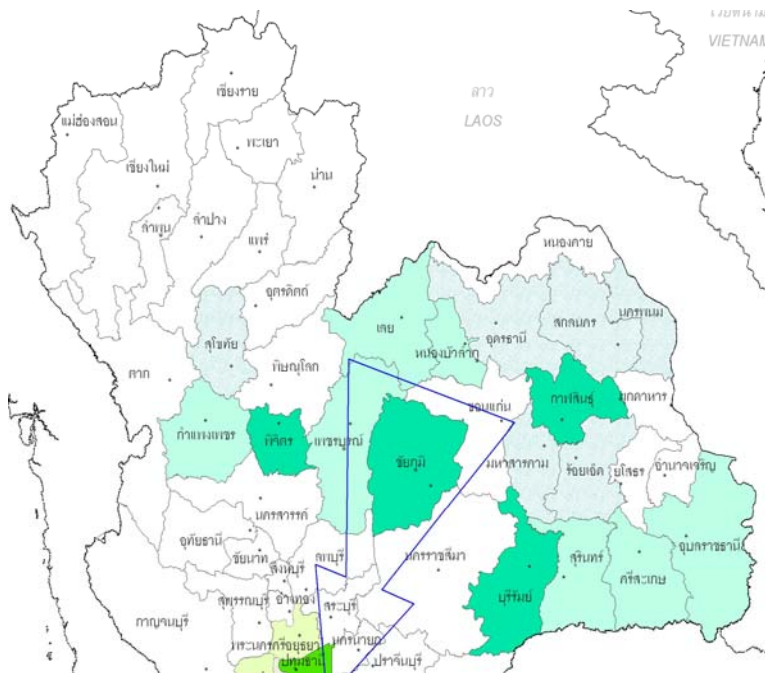 เวียดนาม
VIETNAM
ลาว
LAOS
เชียงราย
แม่ฮ่องสอน
พะเยา
เชียงใหม่
น่าน
ลำพูน
ลำปาง
แพร่
หนองคาย
อุตรดิตถ์
เลย
อุดรธานี
สกลนคร
นครพนม
สุโขทัย
หนองบัวลำภู
ตาก
พิษณุโลก
ขอนแก่น
กาฬสินธุ์
มุกดาหาร
กำแพงเพชร
พิจิตร
เพชรบูรณ์
ชัยภูมิ
มหาสารคาม
ร้อยเอ็ด
ยโสธร
อำนาจเจริญ
นครสวรรค์
อุทัยธานี
ชัยนาท
ลพบุรี
นครราชสีมา
สุรินทร์
ศรีสะเกษ
อุบลราชธานี
สิงห์บุรี
บุรีรัมย์
สุพรรณบุรี
อ่างทอง
สระบุรี
กาญจนบุรี
พระนครศรีอยุธยา
นครนายก
ปทุมธานี
ปราจีนบุรี